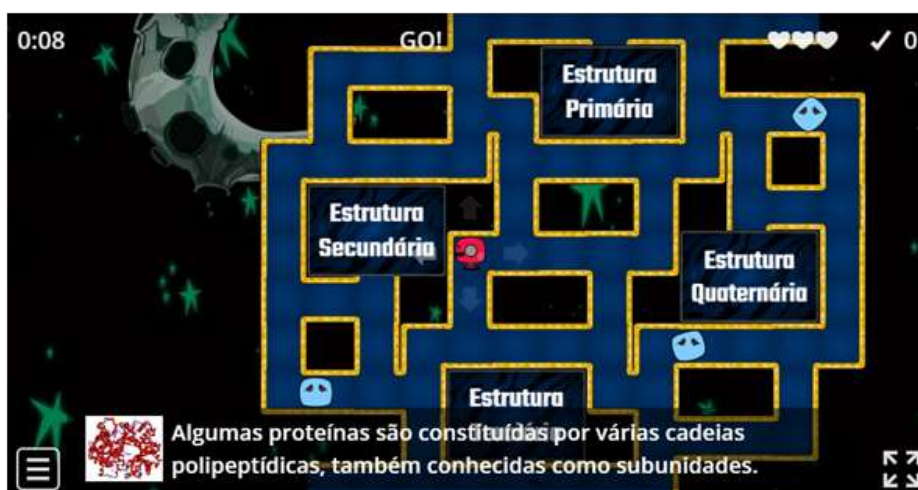 0:08
GO!
0
Estrutura
Primária
Estrutura
Secundária
Estrutura
Quaternária
Estrutura
Algumas proteínas são constituídas por várias cadeias
polipeptídicas, também conhecidas como subunidades.